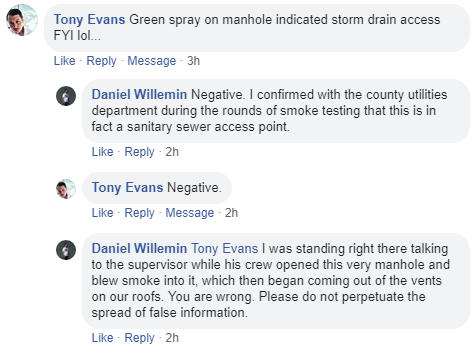 Tony Evans Green spray on manhole indicated storm drain access
FYI lol...
Like · Reply · Message · 3h
Daniel Willemin Negative. I confirmed with the county utilities
department during the rounds of smoke testing that this is in
fact a sanitary sewer access point.
Like · Reply · 2h
Tony Evans Negative.
Like · Reply · Message · 2h
Daniel Willemin Tony Evans I was standing right there talking
to the supervisor while his crew opened this very manhole and
blew smoke into it, which then began coming out of the vents
on our roofs. You are wrong. Please do not perpetuate the
spread of false information.
Like · Reply · 2h